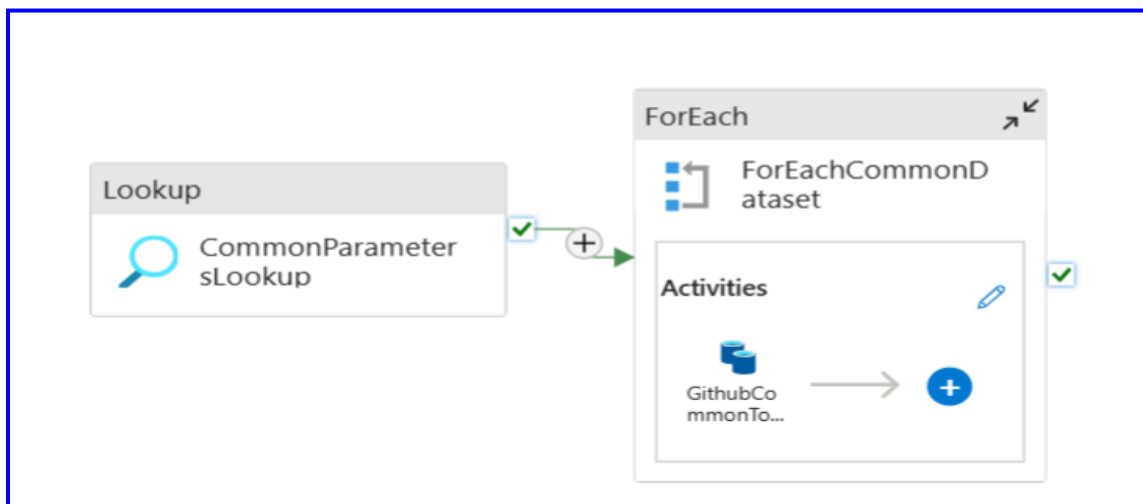 Lookup
CommonParameter
sLookup
ForEach
ForEachCommonD
ataset
Activities
GithubCo
mmonTo...